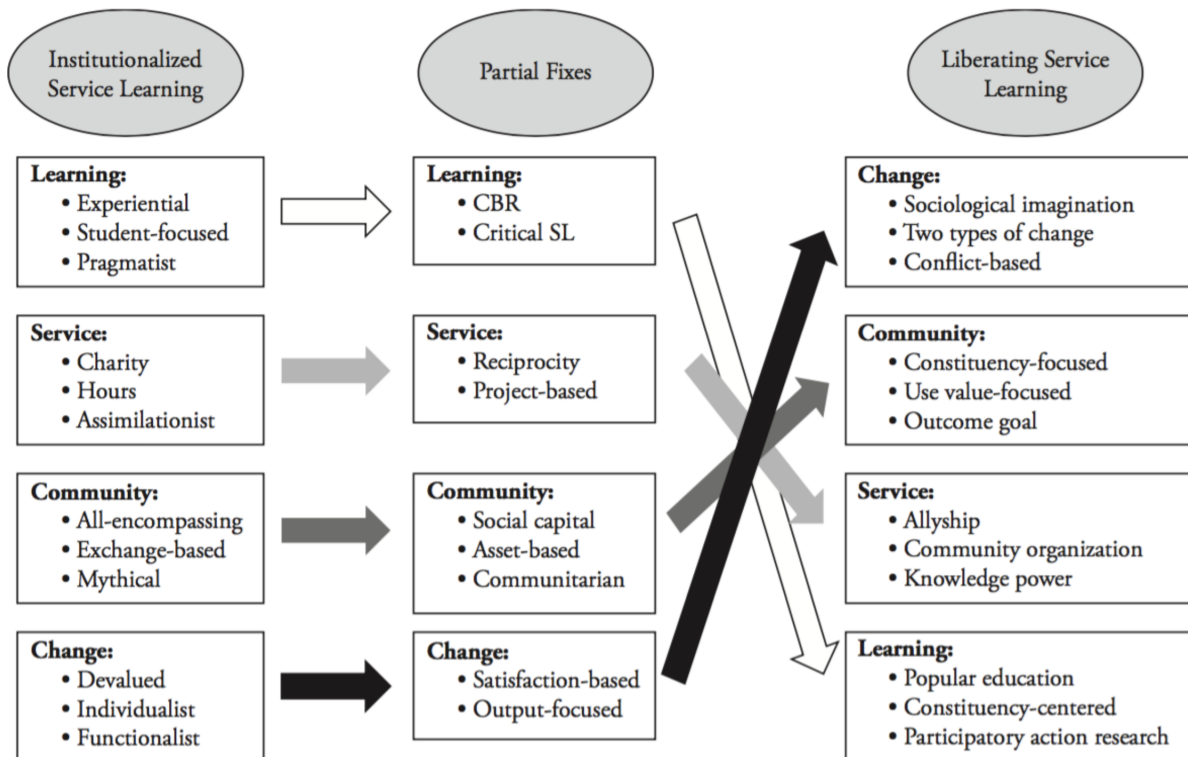 Institutionalized
Service Learning
Partial Fixes
Liberating Service
Learning
Learning:
• Experiential
• Student-focused
• Pragmatist
Learning:
• CBR
• Critical SL
Change:
• Sociological imagination
• Two types of change
• Conflict-based
Service:
• Charity
• Hours
• Assimilationist
Service:
• Reciprocity
• Project-based
Community:
• Constituency-focused
• Use value-focused
• Outcome goal
Community:
• All-encompassing
• Exchange-based
• Mythical
Community:
• Social capital
• Asset-based
• Communitarian
Service:
• Allyship
• Community organization
• Knowledge power
Change:
• Devalued
• Individualist
• Functionalist
Change:
• Satisfaction-based
• Output-focused
Learning:
• Popular education
• Constituency-centered
• Participatory action research